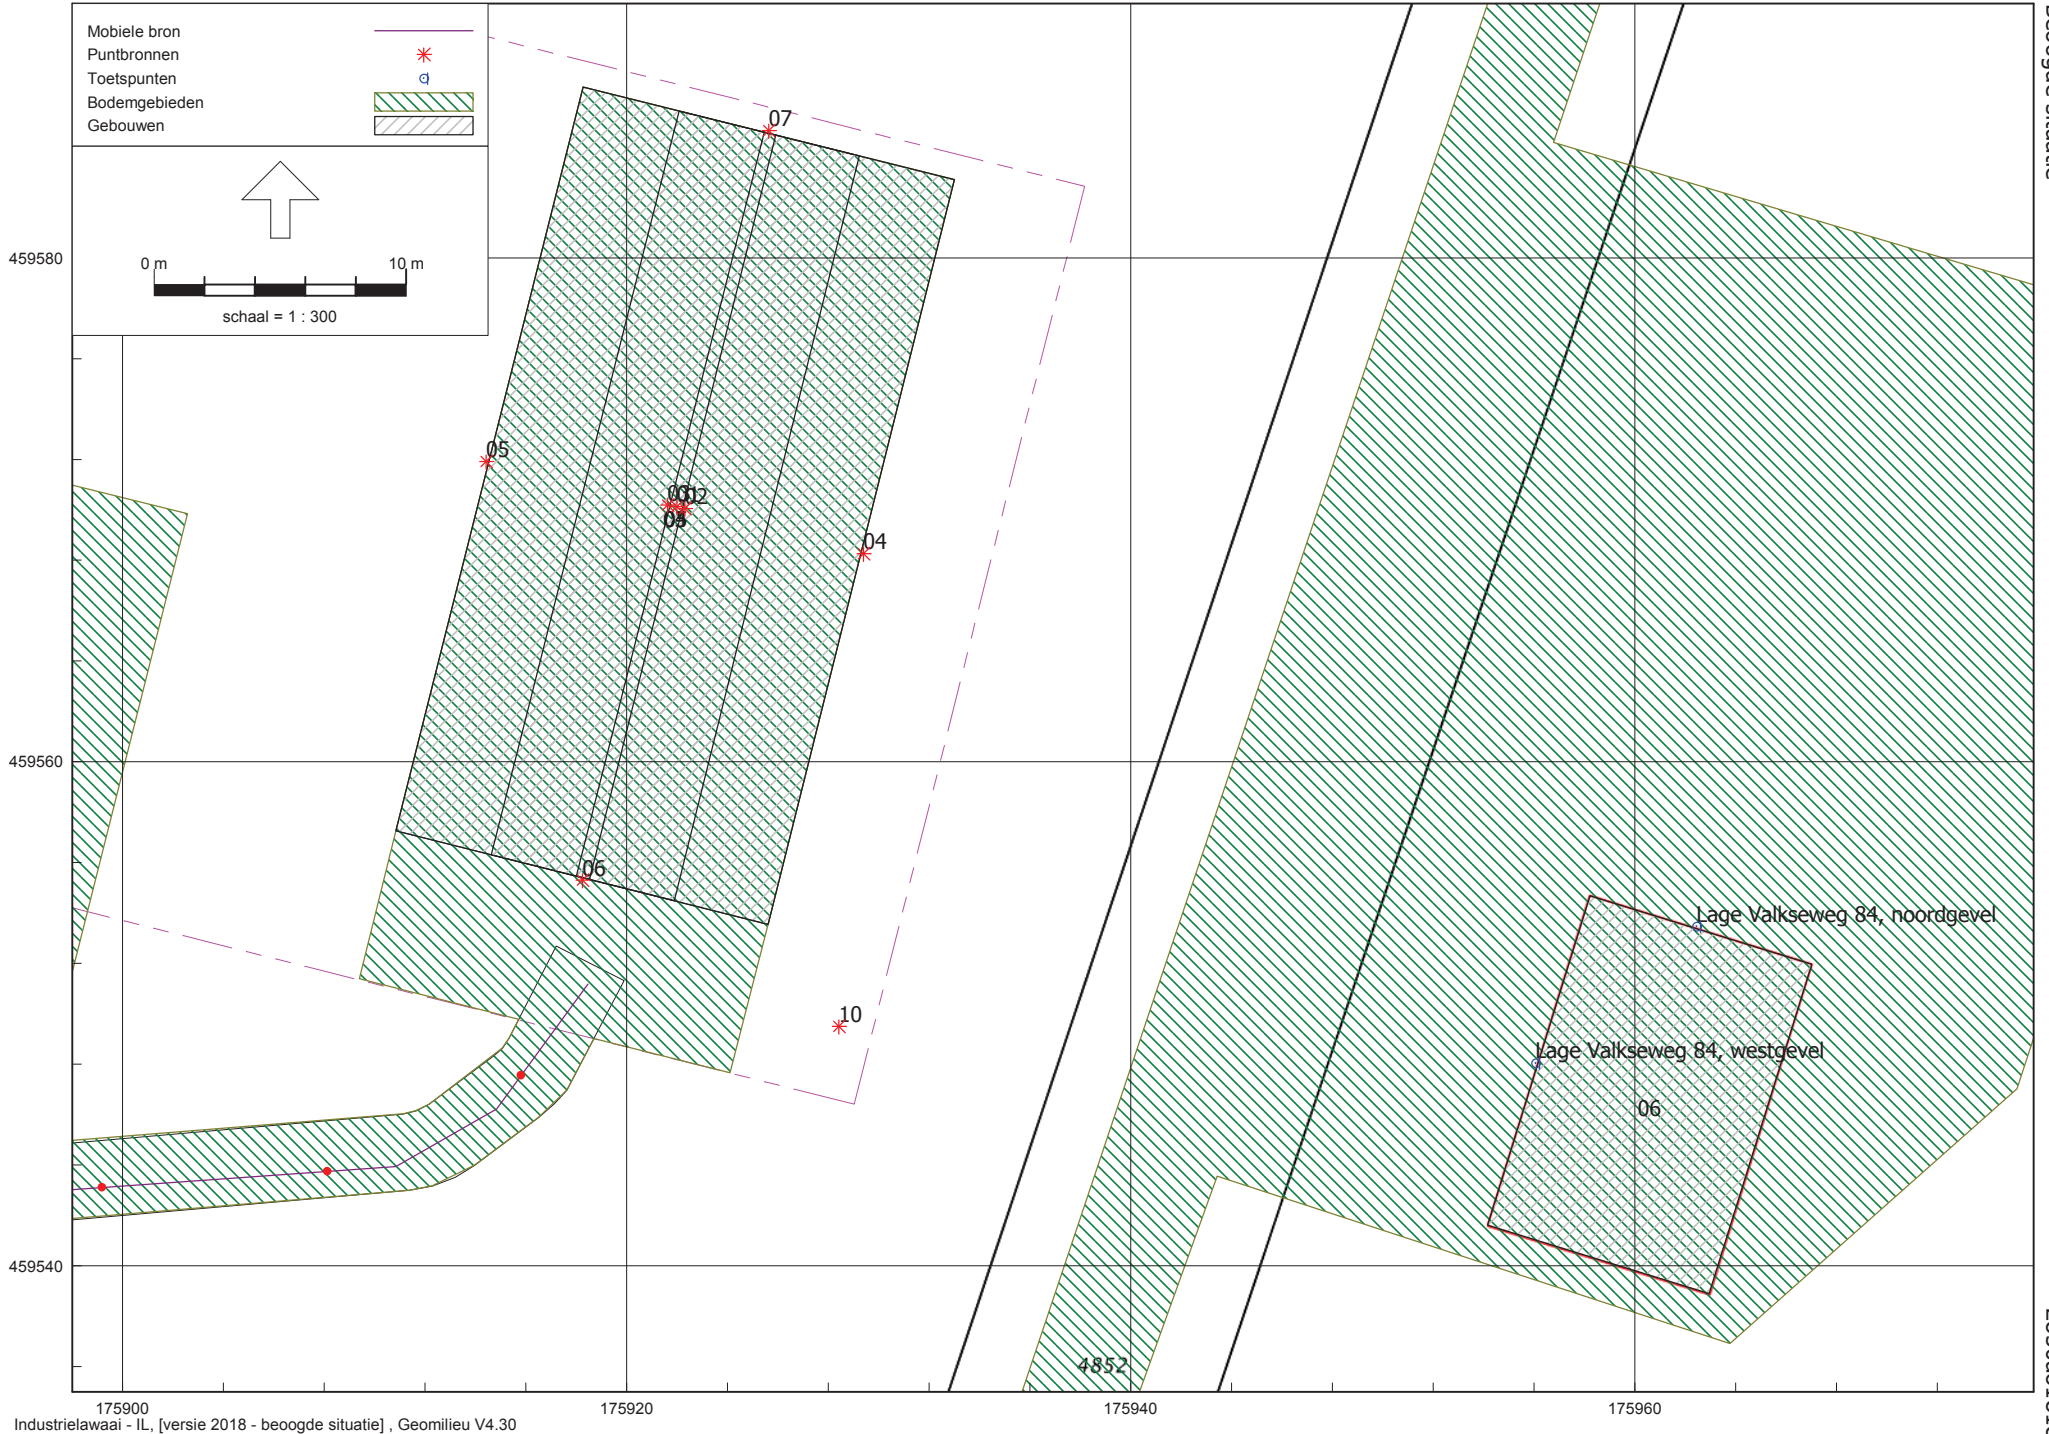 Mobiele bron
Puntbronnen
Toetspunten
Bodemgebieden
Gebouwen
0 m 10 m
schaal = 1 : 300
07
459580
05
02
04
459560
06
Lage Valkseweg 84, noordgevel
10
Lage Valkseweg 84, westgevel
06
459540
4852
175900 175920 175940 175960
Industrielawaai - IL, [versie 2018 - beoogde situatie] , Geomilieu V4.30